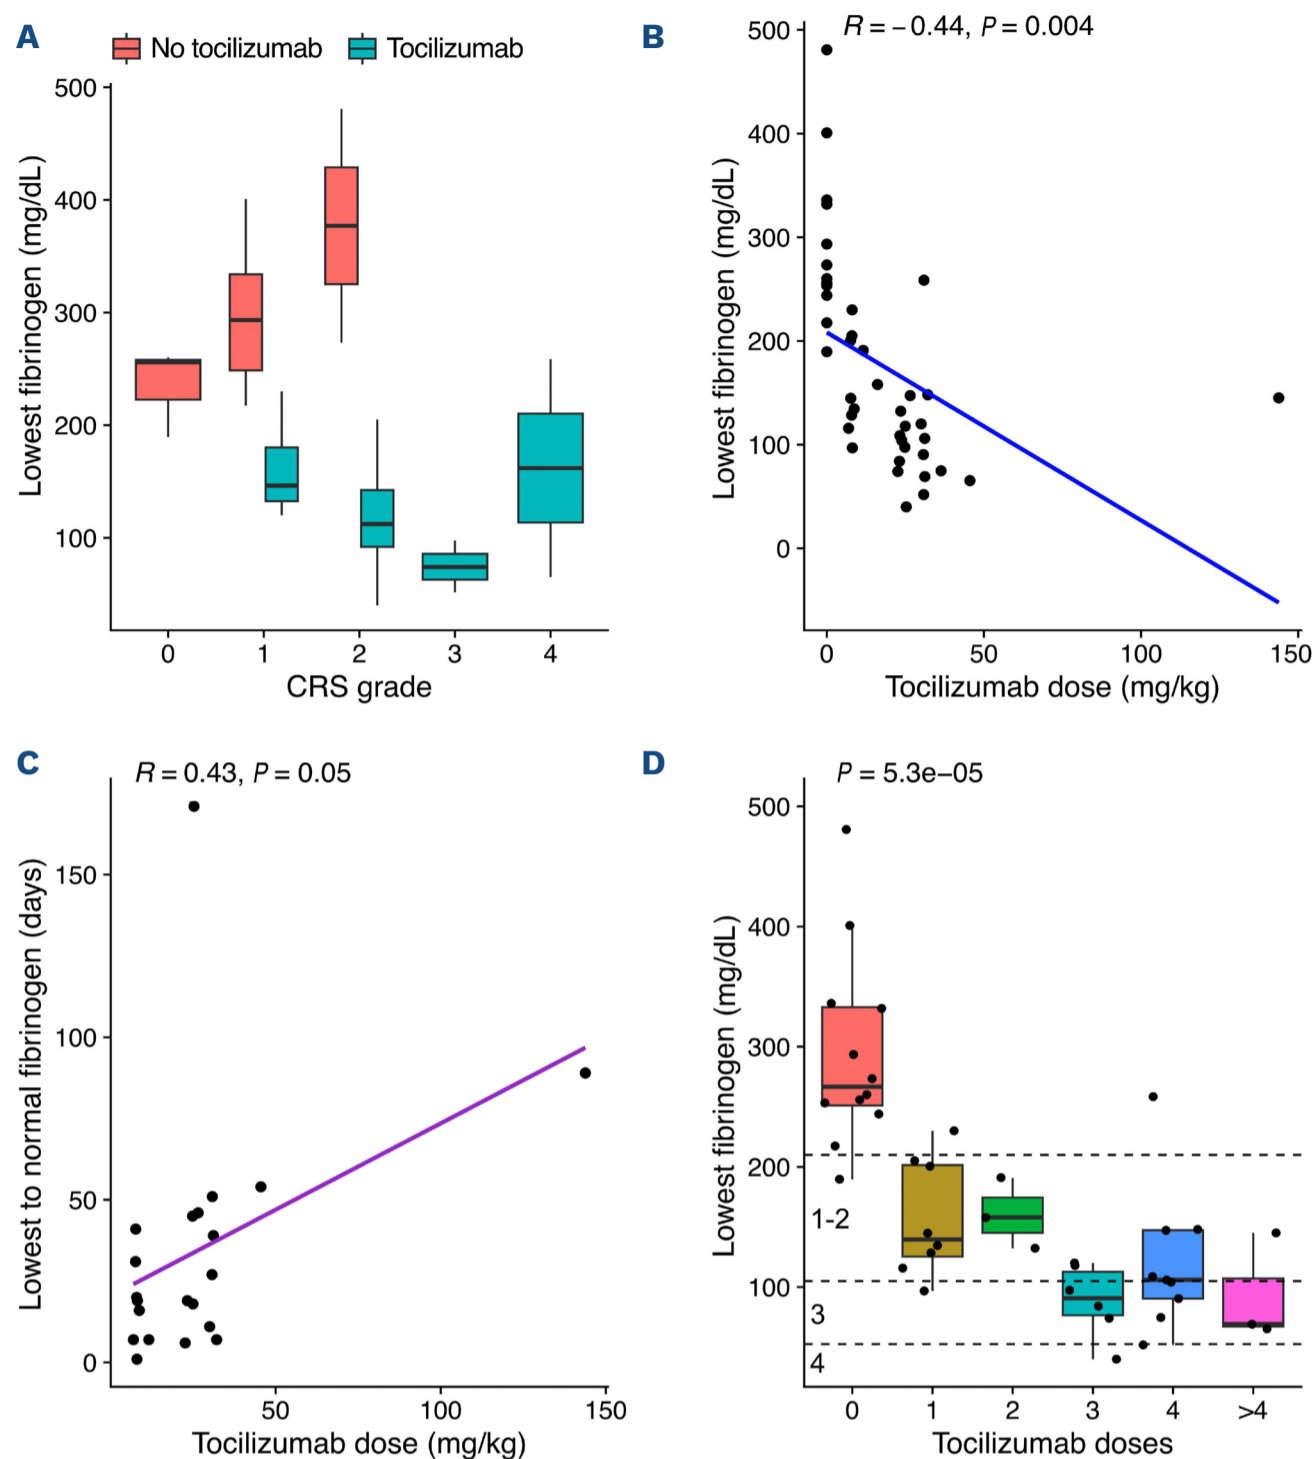 A
No tocilizumab
Tocilizumab
Lowest fibrinogen (mg/dL)
500
400
300
200
100
0 1 2 3 4
CRS grade
B
R = −0.44, P = 0.004
Lowest fibrinogen (mg/dL)
500
400
300
200
100
0
0 50 100 150
Tocilizumab dose (mg/kg)
C
R = 0.43, P = 0.05
Lowest to normal fibrinogen (days)
150
100
50
0
50 100 150
Tocilizumab dose (mg/kg)
D
P = 5.3e−05
Lowest fibrinogen (mg/dL)
500
400
300
200
100
1-2
3
4
0 1 2 3 4 >4
Tocilizumab doses